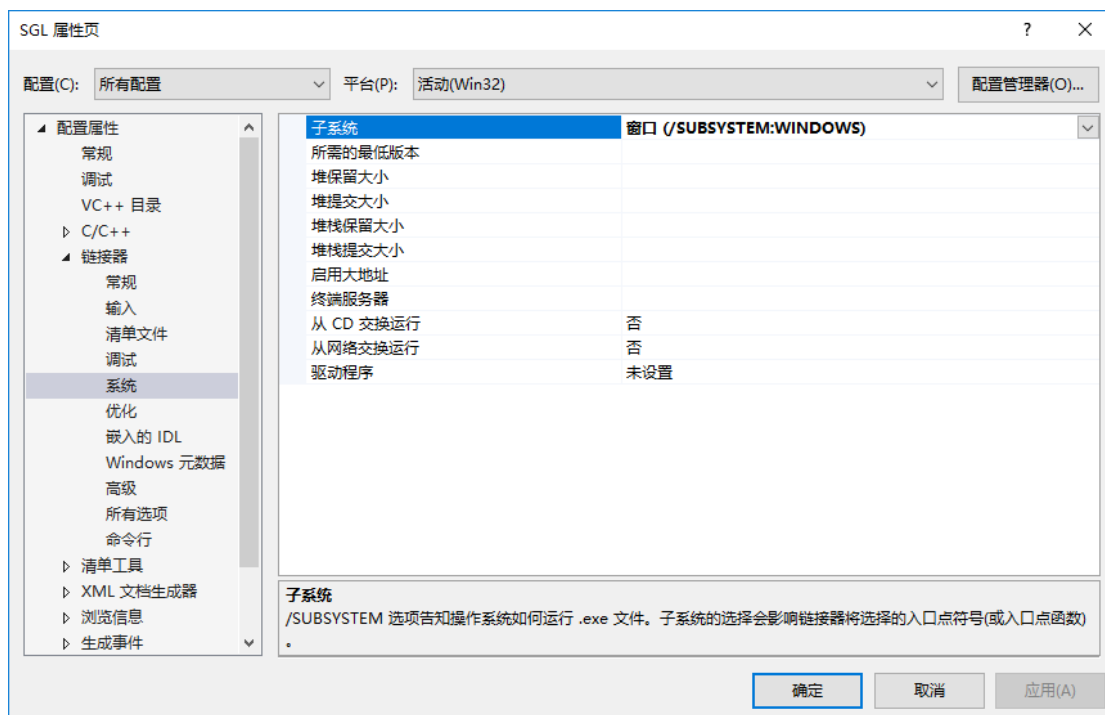 SGL 属性页
配置(C): 所有配置 平台(P): 活动(Win32) 配置管理器(O)...
配置属性
常规
调试
VC++ 目录
C/C++
链接器
常规
输入
清单文件
调试
系统
优化
嵌入的 IDL
Windows 元数据
高级
所有选项
命令行
清单工具
XML 文档生成器
浏览信息
生成事件
子系统 窗口 (/SUBSYSTEM:WINDOWS)
所需的最低版本
堆保留大小
堆提交大小
堆栈保留大小
堆栈提交大小
启用大地址
终端服务器
从 CD 交换运行 否
从网络交换运行 否
驱动程序 未设置
子系统
/SUBSYSTEM 选项告知操作系统如何运行 .exe 文件。子系统的选择会影响链接器将选择的入口点符号(或入口点函数)
。
确定 取消 应用(A)